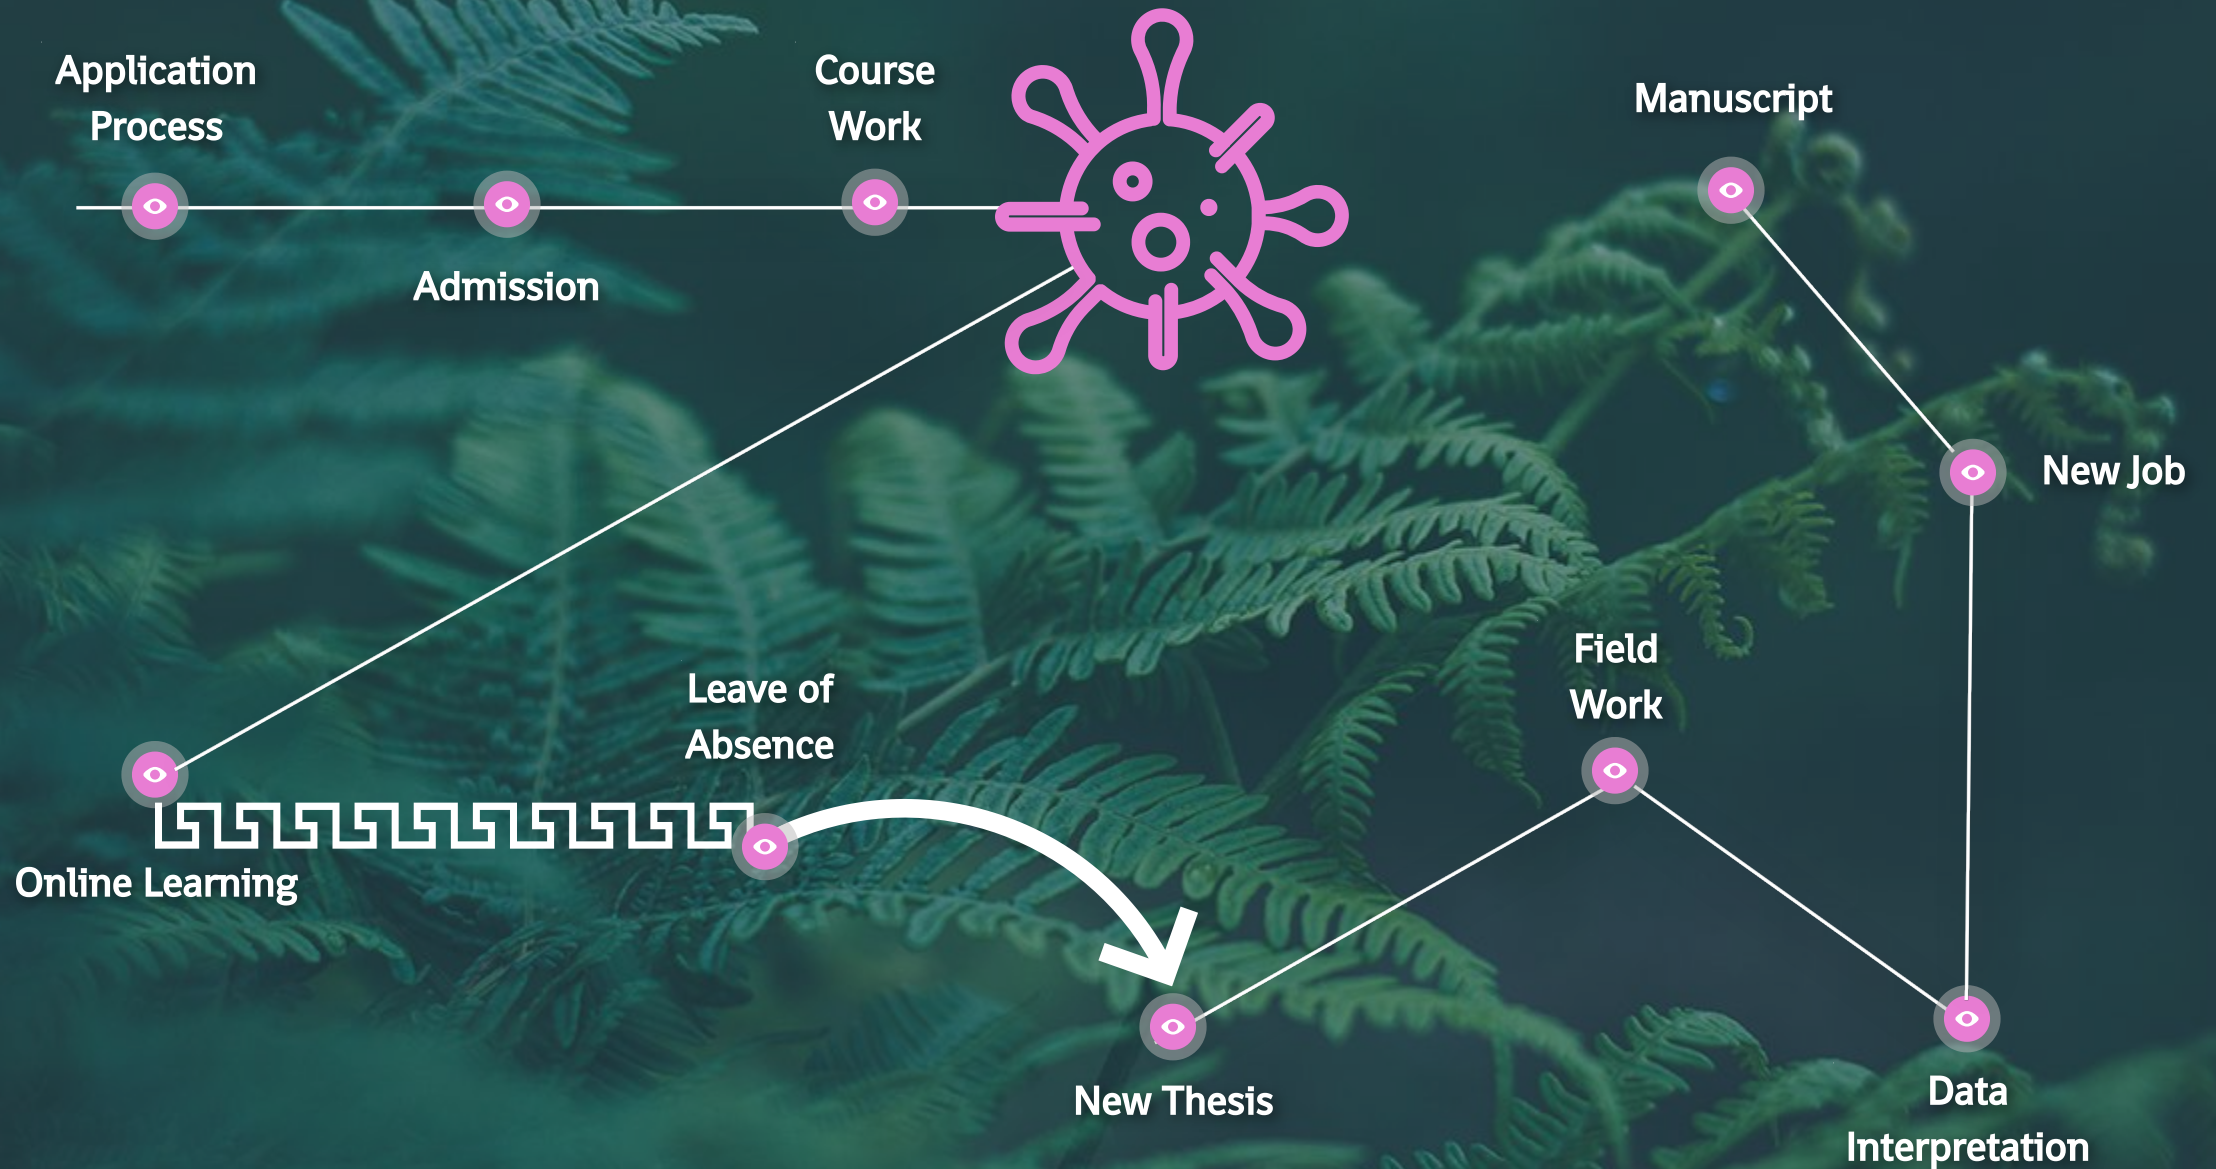 Application
Process
Admission
Course
Work
Online Learning
Leave of
Absence
New Thesis
Field
Work
Data
Interpretation
New Job
Manuscript